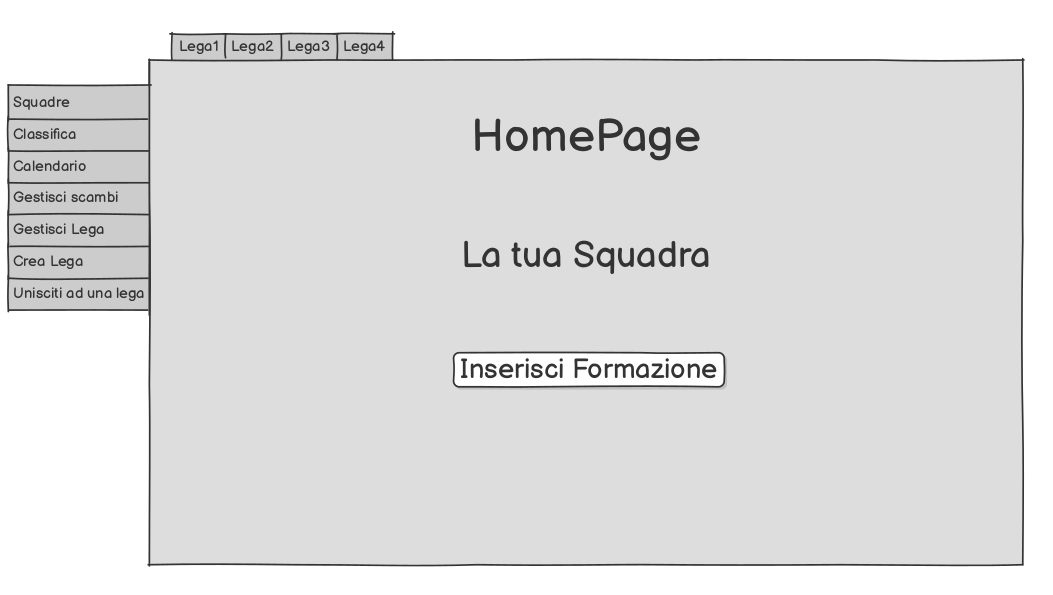 Lega1 Lega2 Lega3 Lega4
Squadre
Classifica
Calendario
Gestisci scambi
Gestisci Lega
Crea Lega
Unisciti ad una lega
HomePage
La tua Squadra
Inserisci Formazione